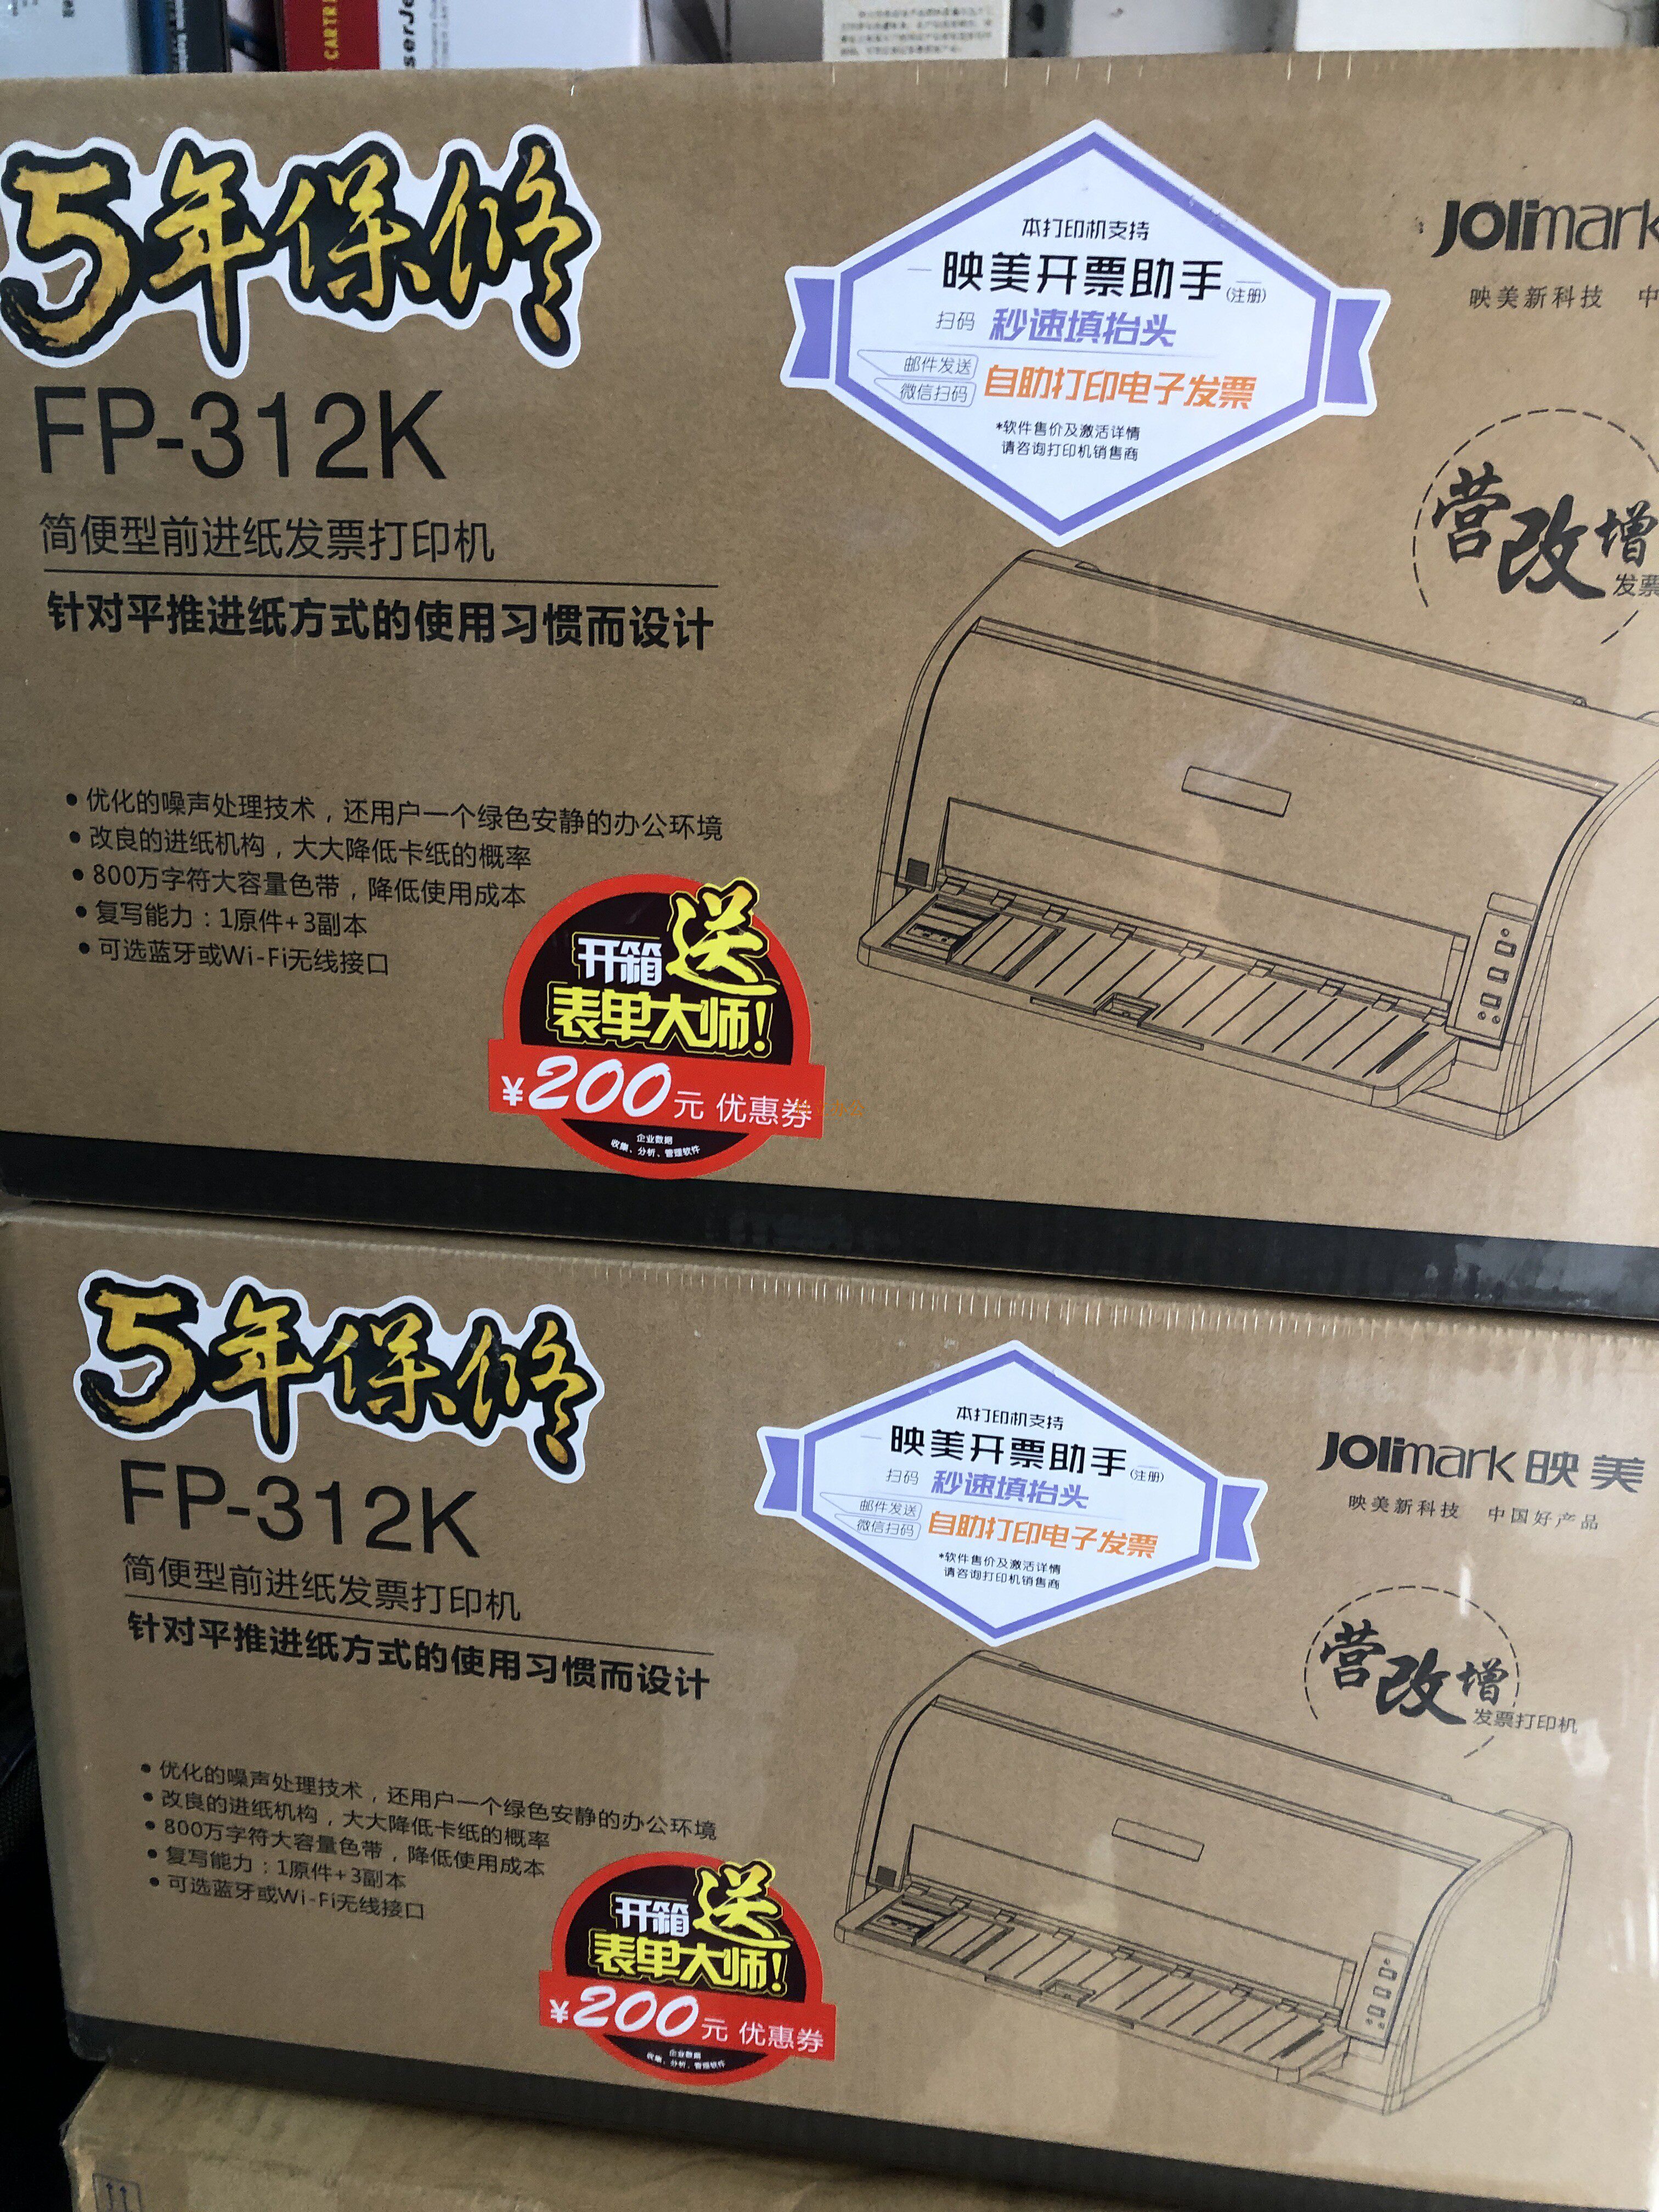 CARTRI
serJe
5年保修
FP-312K
简便型前进纸发票打印机
针对平推进纸方式的使用习惯而设计
本打印机支持
映美开票助手(注册)
扫码 秒速填抬头
邮件发送
微信扫码
自助打印电子发票
*软件售价及激活详情
请咨询打印机销售商
Jolimark
映美新科技 中
营改增
发票
• 优化的噪声处理技术，还用户一个绿色安静的办公环境
• 改良的进纸机构，大大降低卡纸的概率
• 800万字符大容量色带，降低使用成本
• 复写能力：1原件+3副本
• 可选蓝牙或Wi-Fi无线接口
开箱送
表单大师!
¥200元 优惠券
企业数据
收集、分析、管理软件
5年保修
FP-312K
简便型前进纸发票打印机
针对平推进纸方式的使用习惯而设计
本打印机支持
映美开票助手(注册)
扫码 秒速填抬头
邮件发送
微信扫码
自助打印电子发票
*软件售价及激活详情
请咨询打印机销售商
Jolimark 映美
映美新科技 中国好产品
营改增
发票打印机
• 优化的噪声处理技术，还用户一个绿色安静的办公环境
• 改良的进纸机构，大大降低卡纸的概率
• 800万字符大容量色带，降低使用成本
• 复写能力：1原件+3副本
• 可选蓝牙或Wi-Fi无线接口
开箱送
表单大师!
¥200元 优惠券
企业数据
收集、分析、管理软件